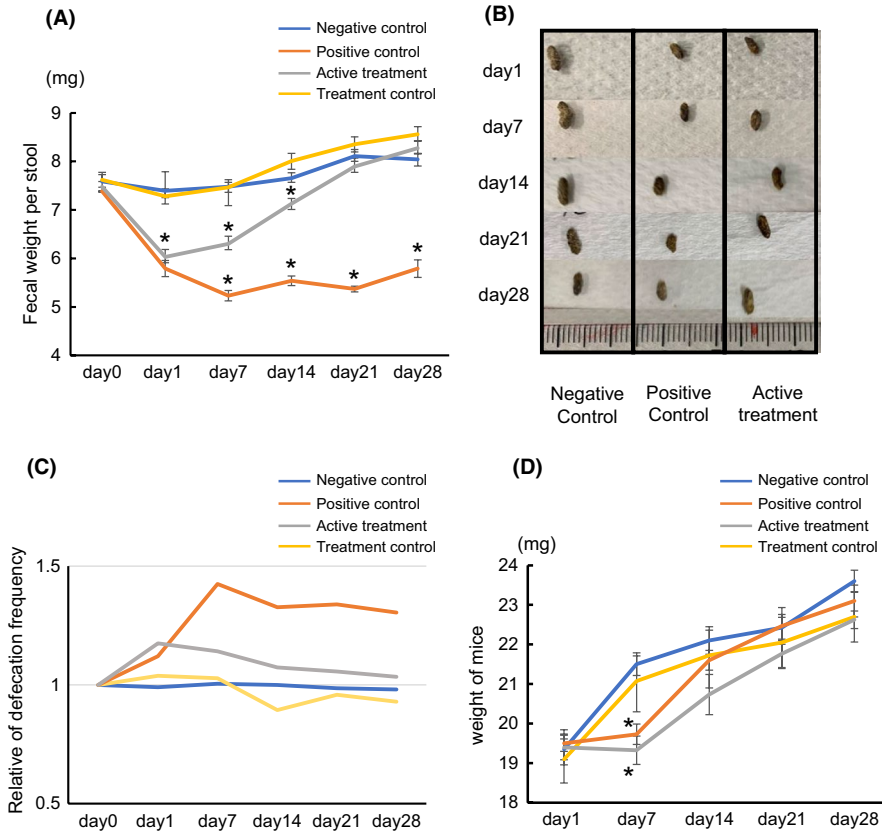 (A)
Negative control
Positive control
Active treatment
Treatment control
(mg)
Fecal weight per stool
9
8
7
6
5
4
*
*
*
*
*
*
*
day0 day1 day7 day14 day21 day28
(B)
day1
day7
day14
day21
day28
Negative Control
Positive Control
Active treatment
(C)
Negative control
Positive control
Active treatment
Treatment control
Relative of defecation frequency
1.5
1
0.5
day0 day1 day7 day14 day21 day28
(D)
Negative control
Positive control
Active treatment
Treatment control
(mg)
weight of mice
24
23
22
21
20
19
18
*
*
day1 day7 day14 day21 day28